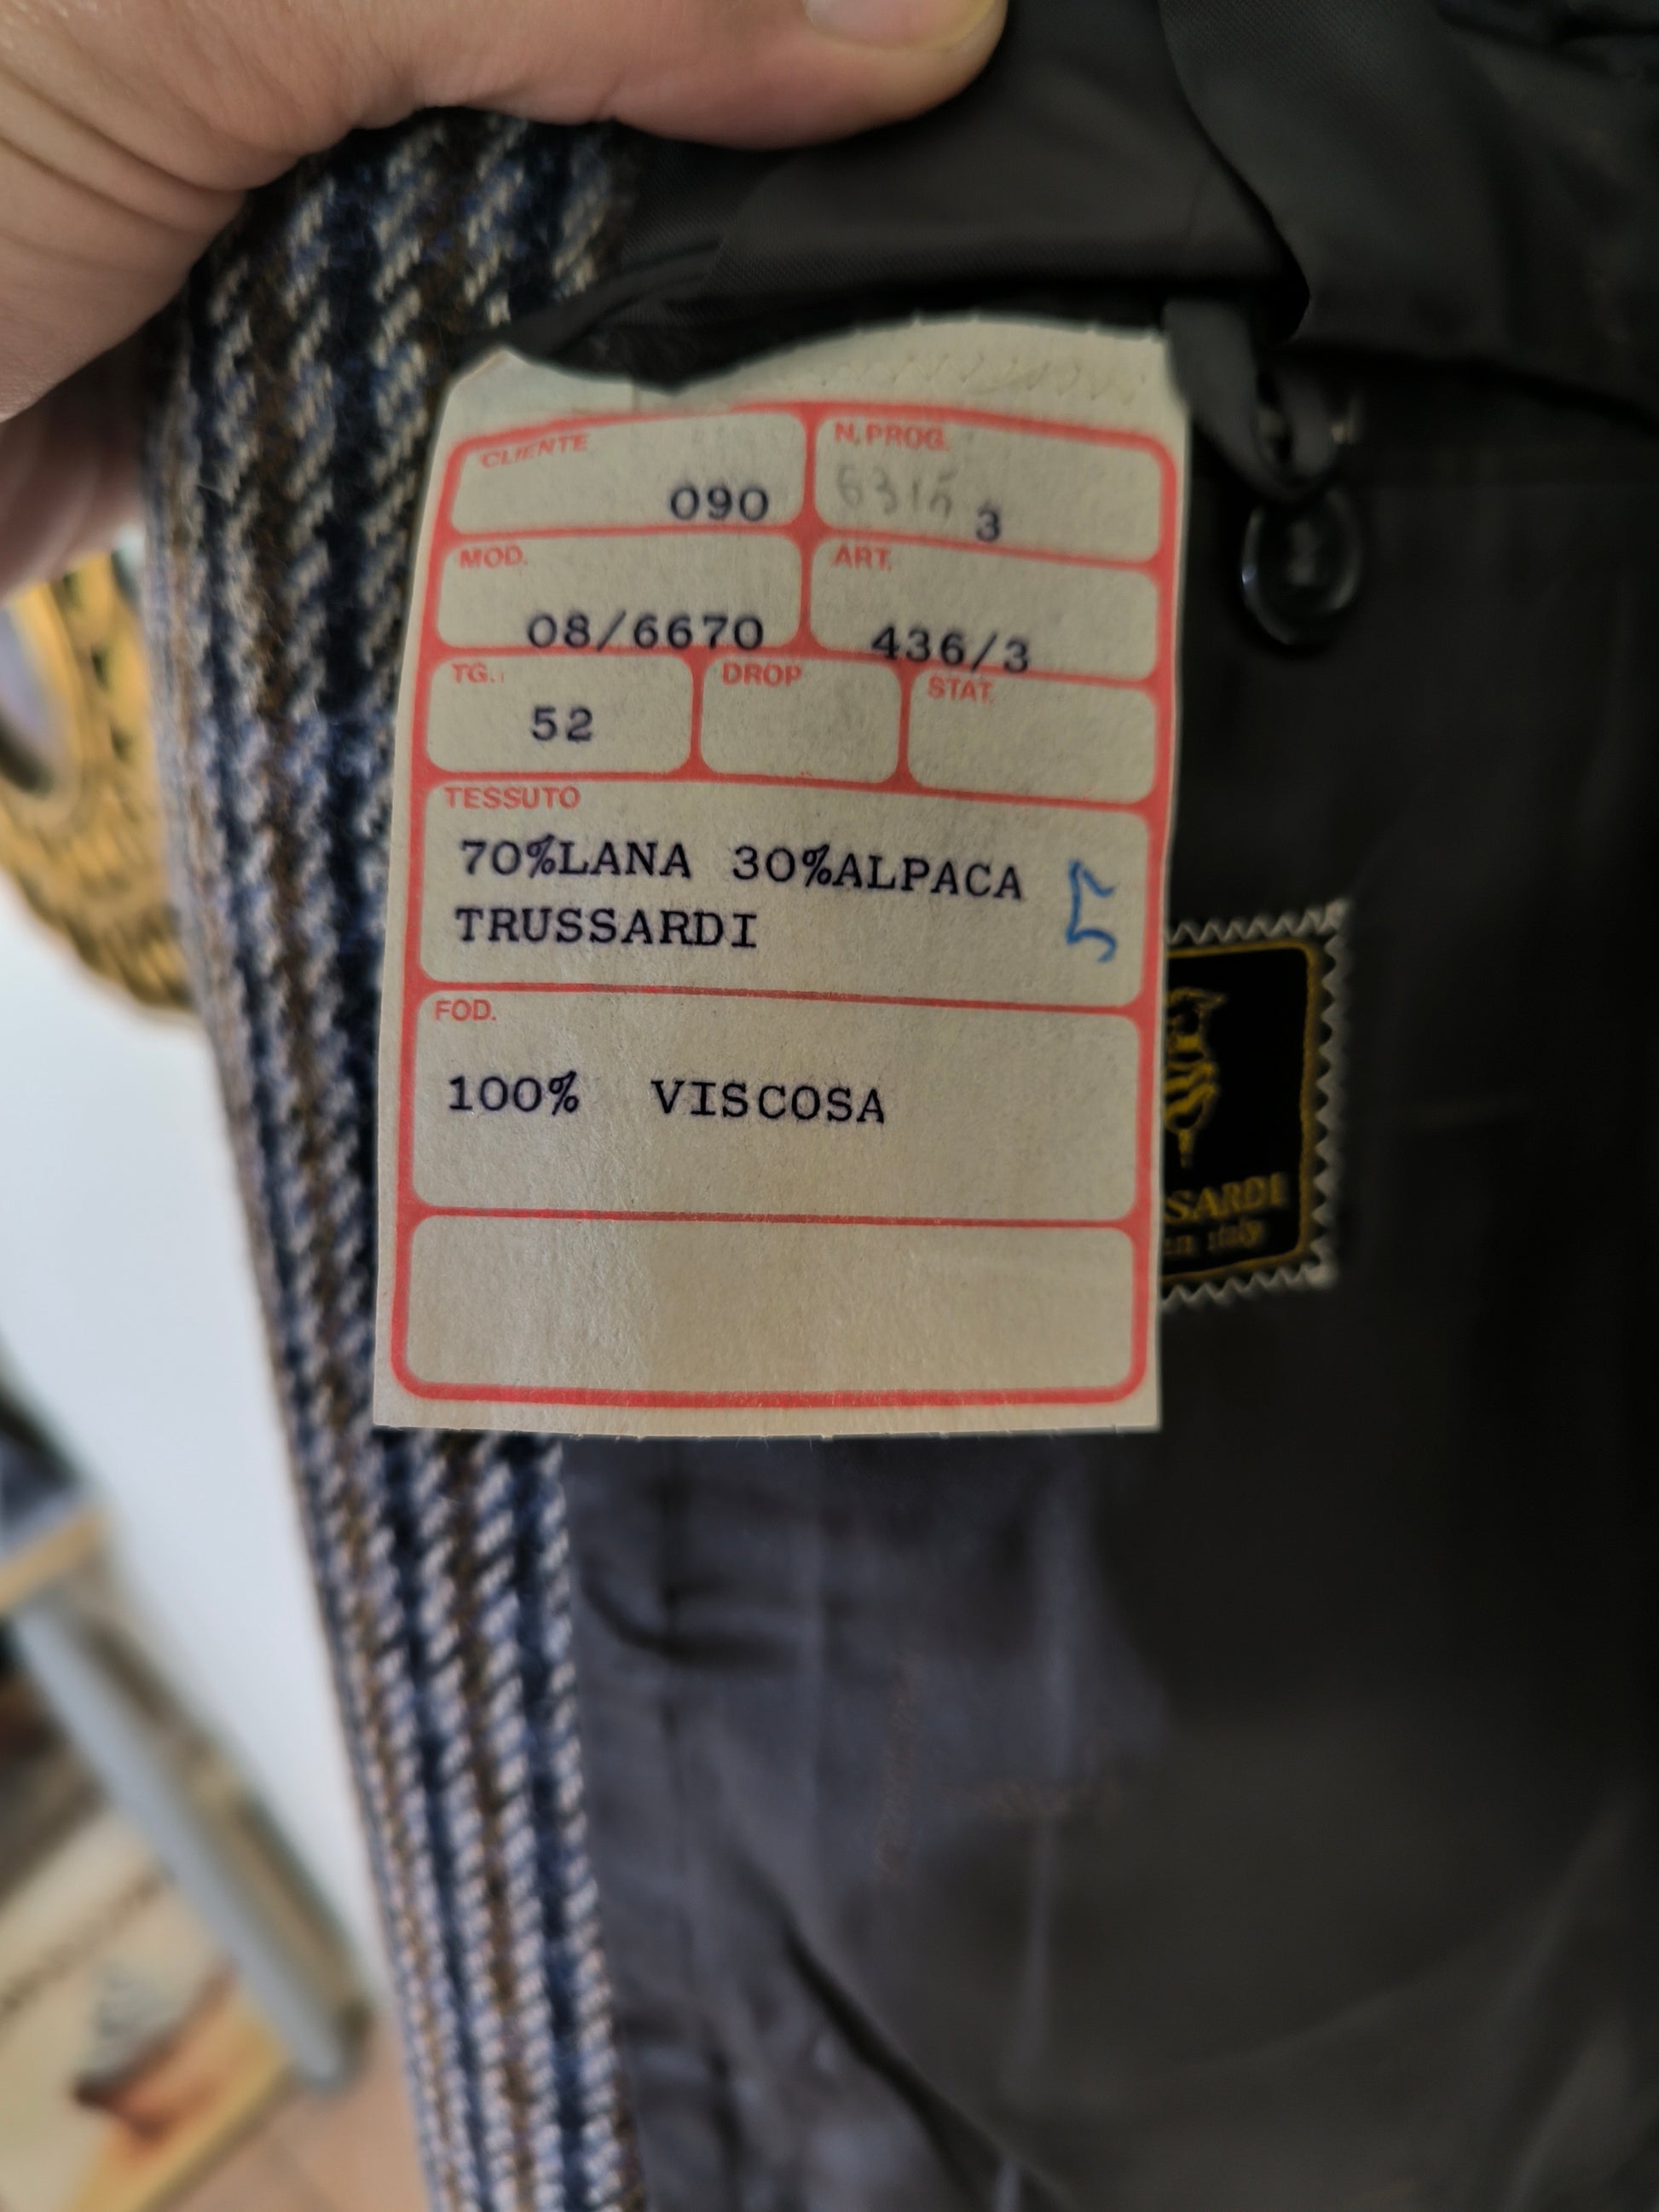 CLIENTE
090
N. PROG.
3
MOD.
08/6670
ART.
436/3
TG.
52
DROP
STAT.
TESSUTO
70%LANA 30%ALPACA
TRUSSARDI
FOD.
100% VISCOSA
SSARDI